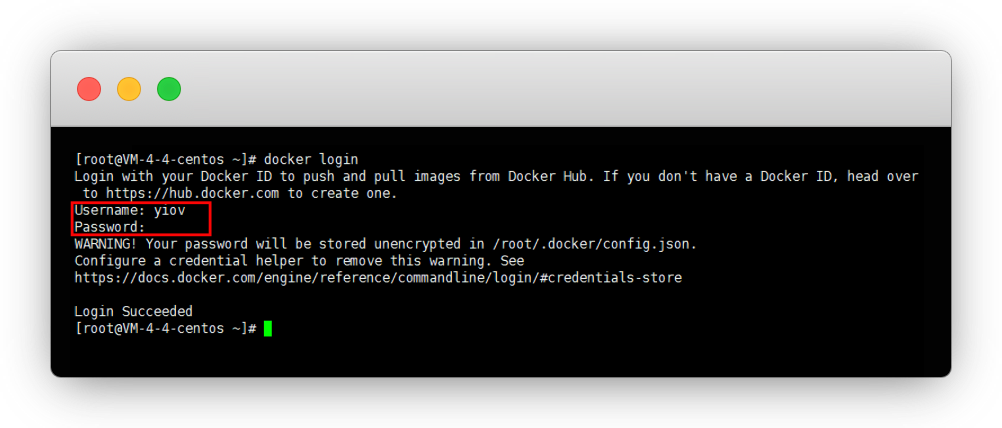 [root@VM-4-4-centos ~]# docker login
Login with your Docker ID to push and pull images from Docker Hub. If you don't have a Docker ID, head over
 to https://hub.docker.com to create one.
Username: yiov
Password:
WARNING! Your password will be stored unencrypted in /root/.docker/config.json.
Configure a credential helper to remove this warning. See
https://docs.docker.com/engine/reference/commandline/login/#credentials-store
Login Succeeded
[root@VM-4-4-centos ~]#